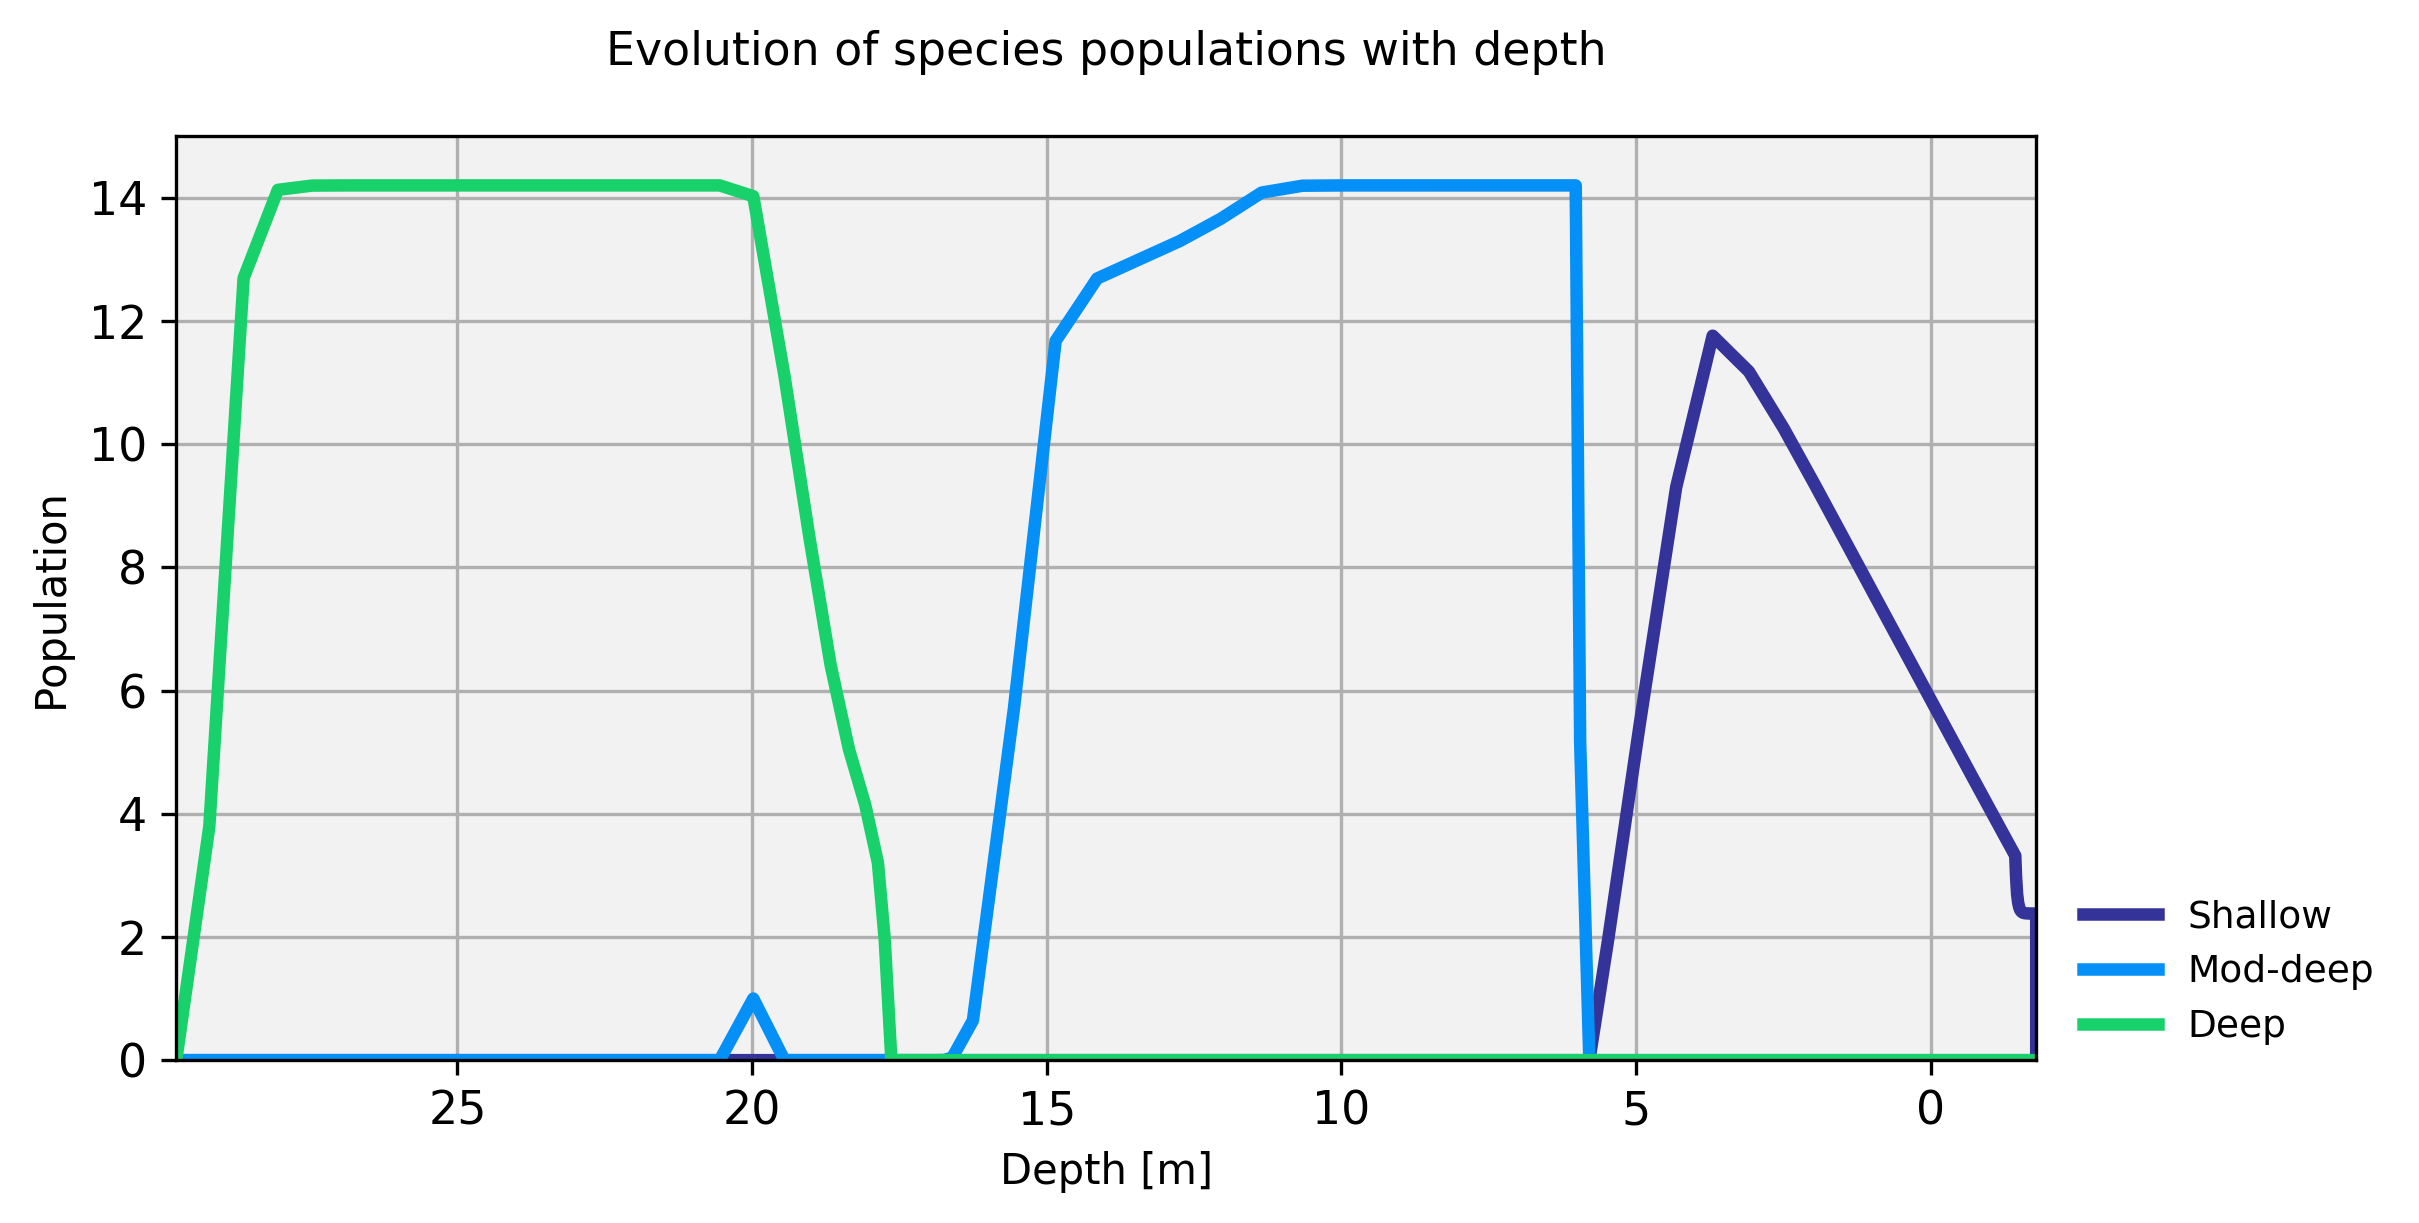 Evolution of species populations with depth
14
12
10
8
6
4
2
0
Population
25 20 15 10 5 0
Depth [m]
Shallow
Mod-deep
Deep